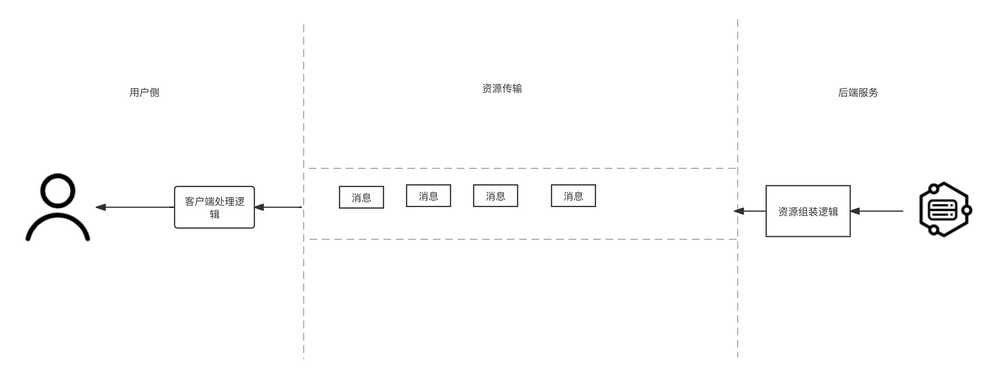 用户侧
资源传输
后端服务
客户端处理逻
辑
消息
消息
消息
消息
资源组装逻辑